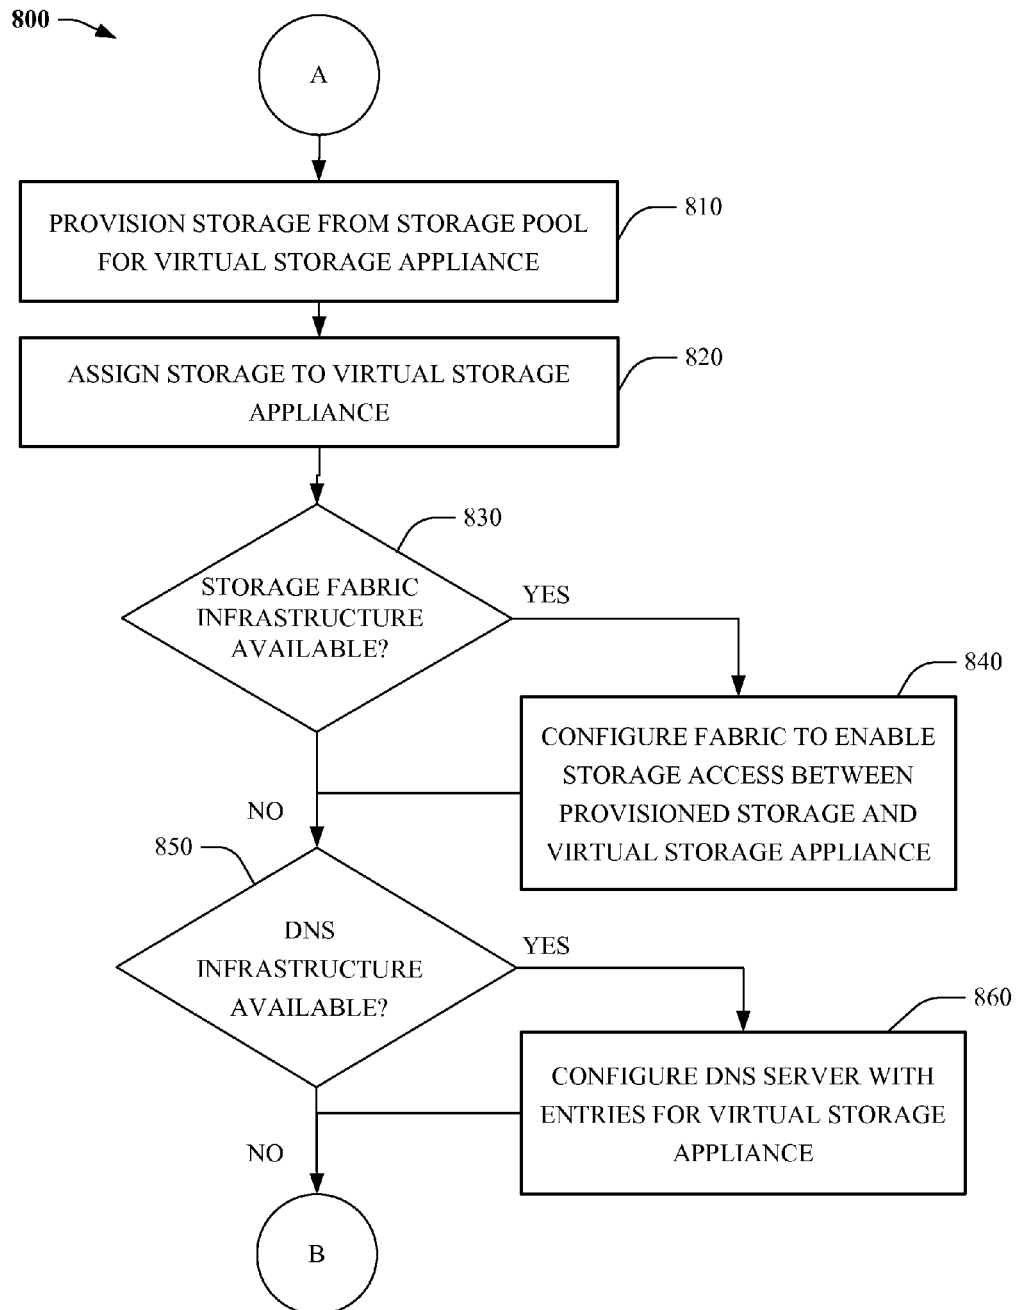 800
A
PROVISION STORAGE FROM STORAGE POOL
FOR VIRTUAL STORAGE APPLIANCE
810
ASSIGN STORAGE TO VIRTUAL STORAGE
APPLIANCE
820
830
STORAGE FABRIC
INFRASTRUCTURE
AVAILABLE?
YES
840
CONFIGURE FABRIC TO ENABLE
STORAGE ACCESS BETWEEN
PROVISIONED STORAGE AND
VIRTUAL STORAGE APPLIANCE
NO
850
DNS
INFRASTRUCTURE
AVAILABLE?
YES
860
CONFIGURE DNS SERVER WITH
ENTRIES FOR VIRTUAL STORAGE
APPLIANCE
NO
B